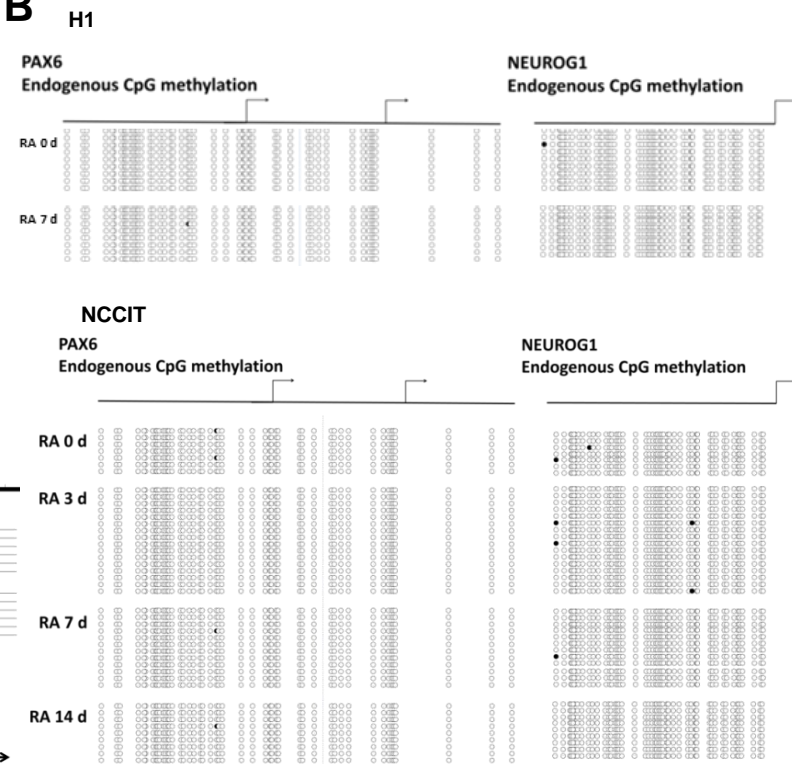 B
H1
PAX6
Endogenous CpG methylation
NEUROG1
Endogenous CpG methylation
RA 0 d
RA 7 d
NCCIT
PAX6
Endogenous CpG methylation
NEUROG1
Endogenous CpG methylation
RA 0 d
RA 3 d
RA 7 d
RA 14 d